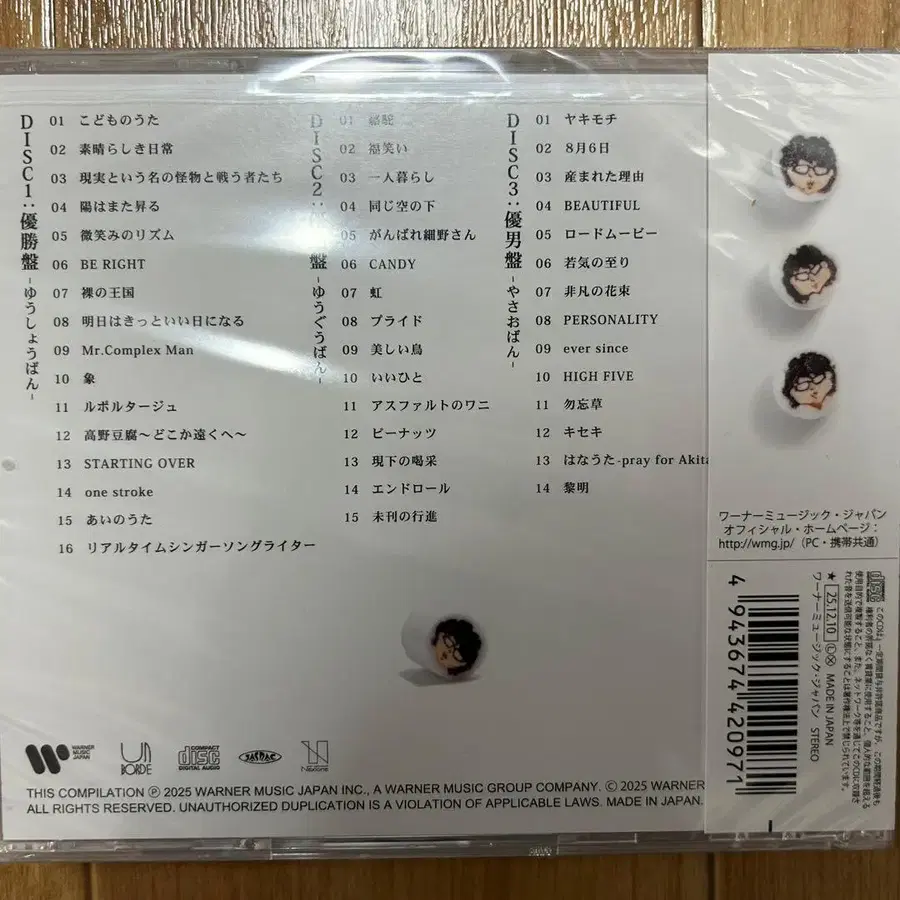 DISC1:優勝盤-ゆうしょうばん-
01 こどものうた
02 素晴らしき日常
03 現実という名の怪物と戦う者たち
04 陽はまた昇る
05 微笑みのリズム
06 BE RIGHT
07 裸の王国
08 明日はきっといい日になる
09 Mr.Complex Man
10 象
11 ルポルタージュ
12 高野豆腐〜どこか遠くへ〜
13 STARTING OVER
14 one stroke
15 あいのうた
16 リアルタイムシンガーソングライター
DISC2: 盤-ゆうぐうばん-
01 駱駝
02 福笑い
03 一人暮らし
04 同じ空の下
05 がんばれ細野さん
06 CANDY
07 虹
08 プライド
09 美しい鳥
10 いいひと
11 アスファルトのワニ
12 ピーナッツ
13 現下の喝采
14 エンドロール
15 未刊の行進
DISC3:優男盤-やさおばん-
01 ヤキモチ
02 8月6日
03 産まれた理由
04 BEAUTIFUL
05 ロードムービー
06 若気の至り
07 非凡の花束
08 PERSONALITY
09 ever since
10 HIGH FIVE
11 勿忘草
12 キセキ
13 はなうた-pray for Akita
14 黎明
ワーナーミュージック・ジャパン
オフィシャル・ホームページ：
http://wmg.jp/（PC・携帯共通）
★ 25.12.10 Ⓛ MADE IN JAPAN
ワーナーミュージック・ジャパン STEREO
4 943674 420971
WARNER
MUSIC
JAPAN
UN
BORDE
COMPACT
disc
DIGITAL AUDIO
JASRAC
THIS COMPILATION ℗ 2025 WARNER MUSIC JAPAN INC., A WARNER MUSIC GROUP COMPANY. © 2025 WARNER
ALL RIGHTS RESERVED. UNAUTHORIZED DUPLICATION IS A VIOLATION OF APPLICABLE LAWS. MADE IN JAPAN.